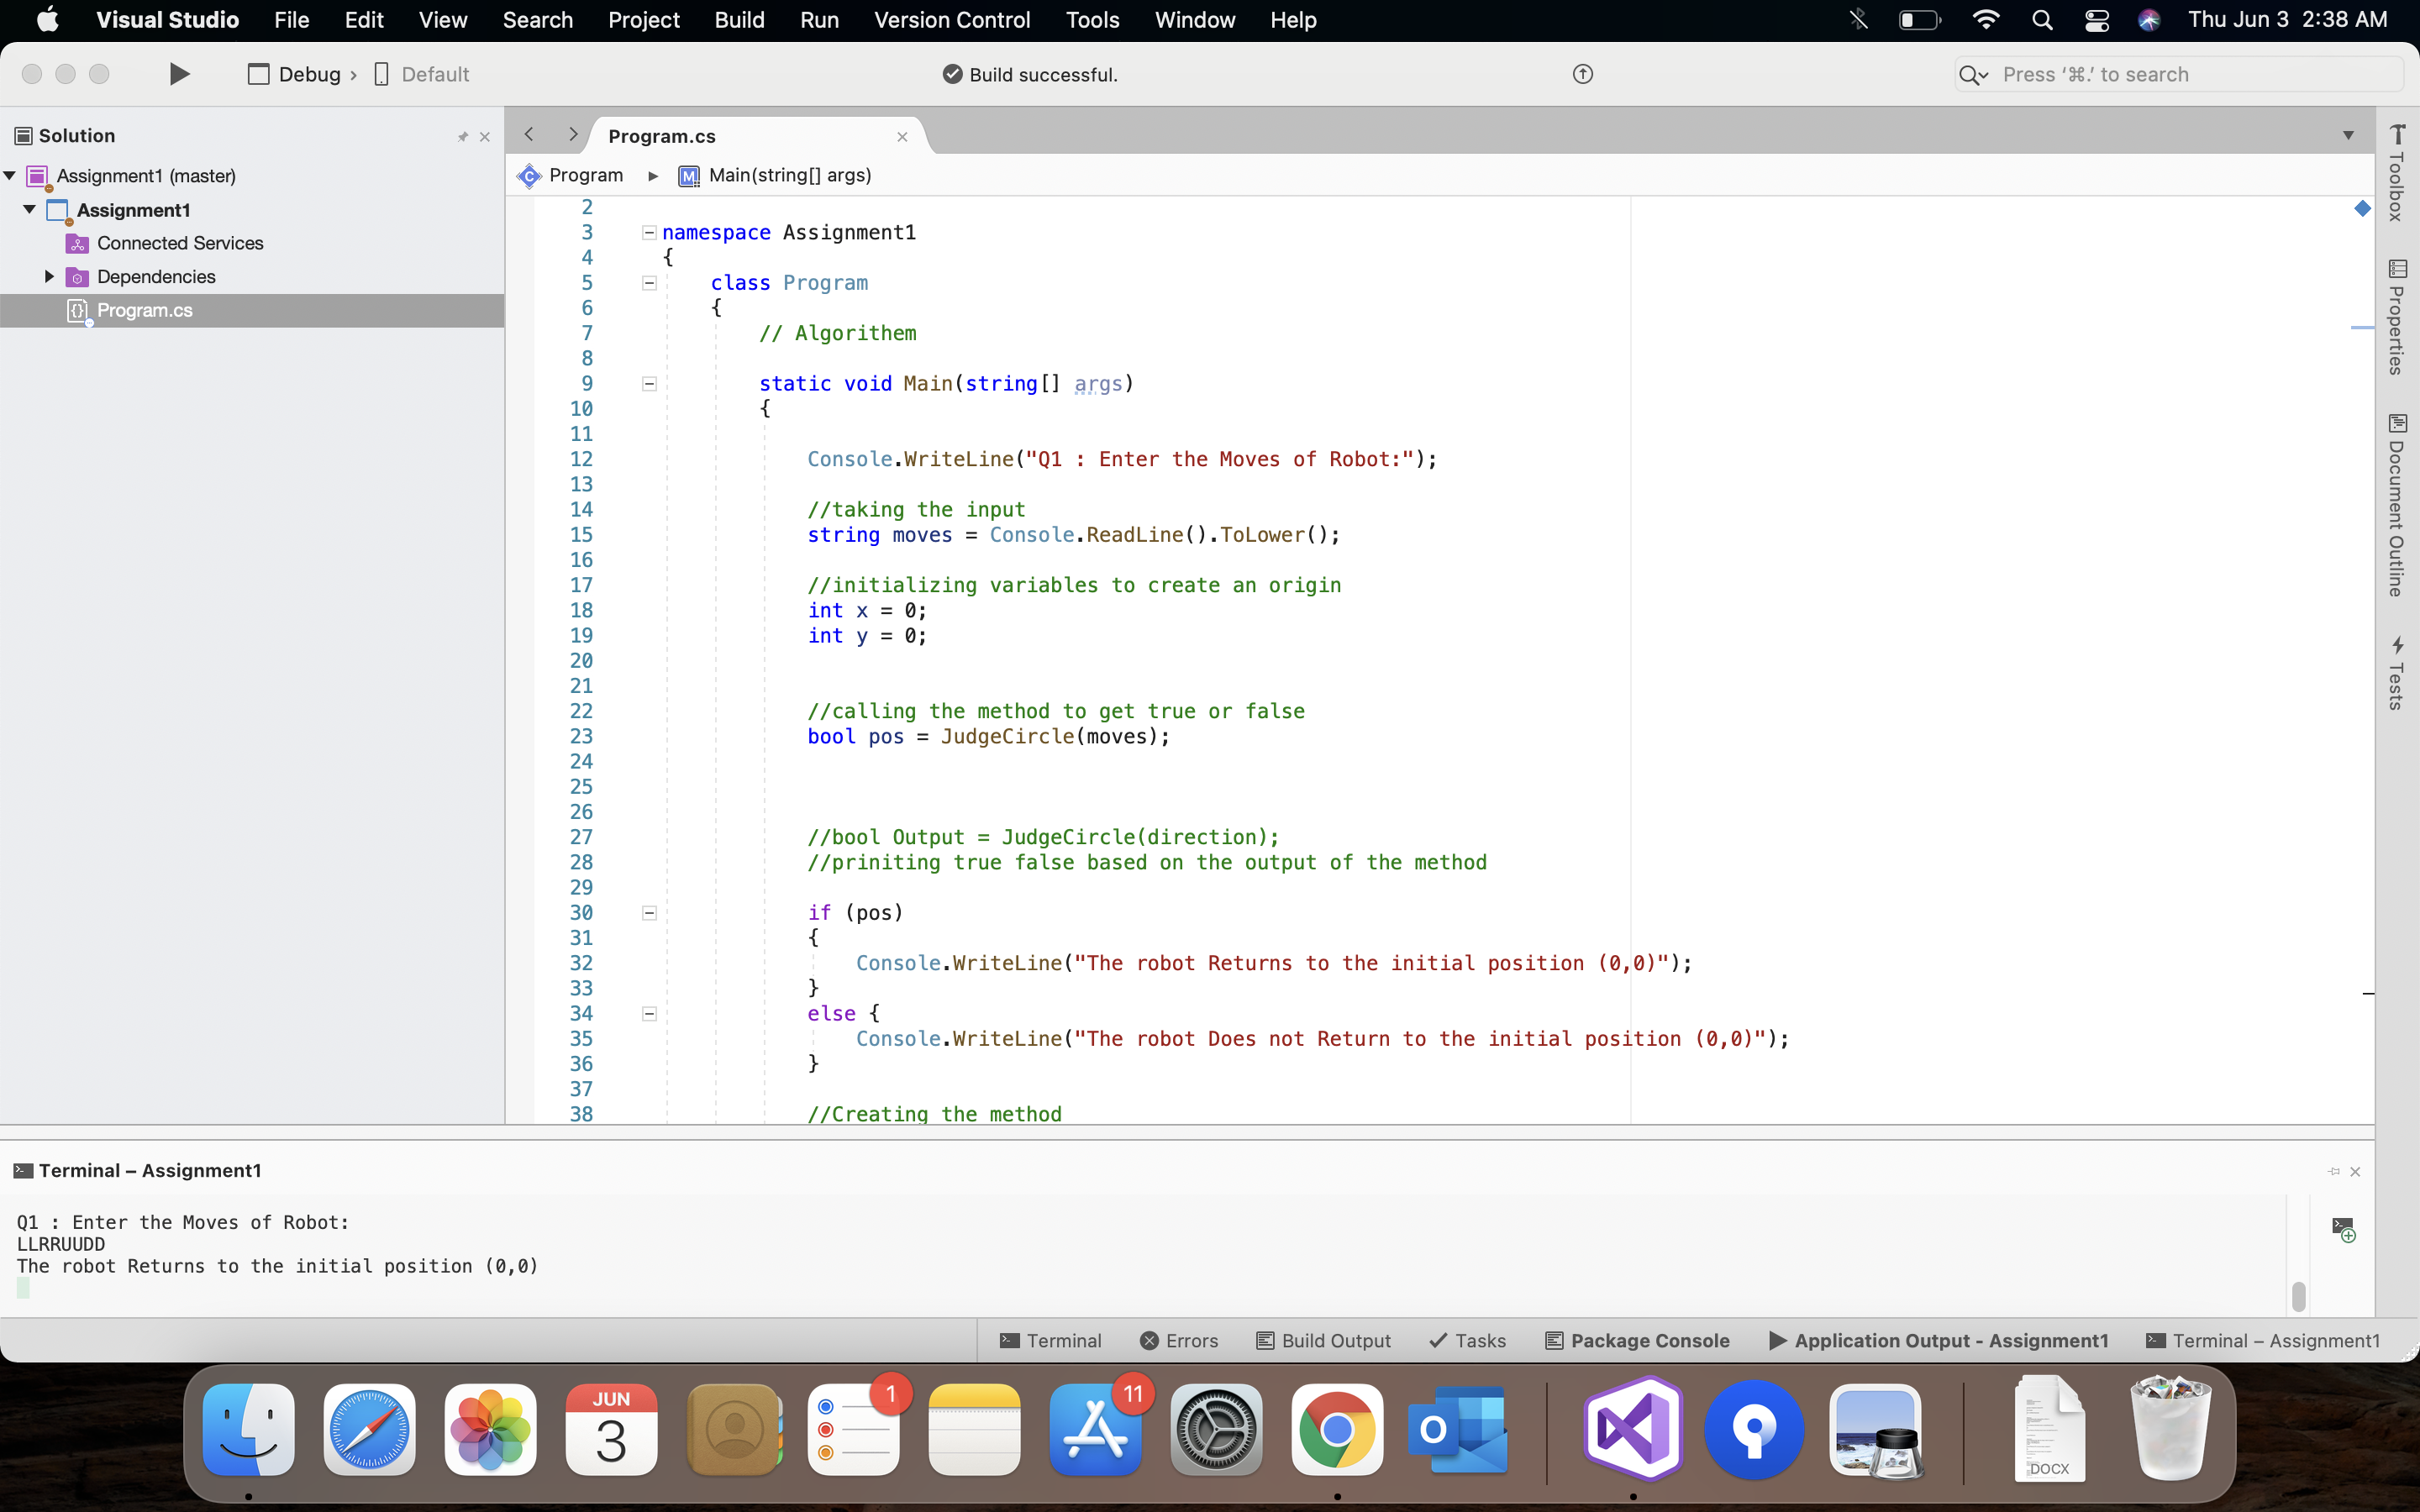 Visual Studio File Edit View Search Project Build Run Version Control Tools Window Help Thu Jun 3 2:38 AM
Debug › Default Build successful. Press ‘⌘.’ to search
Solution
Assignment1 (master)
Assignment1
Connected Services
Dependencies
Program.cs
Program.cs
Program Main(string[] args)
2
3 namespace Assignment1
4 {
5 class Program
6 {
7 // Algorithem
8
9 static void Main(string[] args)
10 {
11
12 Console.WriteLine("Q1 : Enter the Moves of Robot:");
13
14 //taking the input
15 string moves = Console.ReadLine().ToLower();
16
17 //initializing variables to create an origin
18 int x = 0;
19 int y = 0;
20
21
22 //calling the method to get true or false
23 bool pos = JudgeCircle(moves);
24
25
26
27 //bool Output = JudgeCircle(direction);
28 //priniting true false based on the output of the method
29
30 if (pos)
31 {
32 Console.WriteLine("The robot Returns to the initial position (0,0)");
33 }
34 else {
35 Console.WriteLine("The robot Does not Return to the initial position (0,0)");
36 }
37
38 //Creating the method
Toolbox
Properties
Document Outline
Tests
Terminal – Assignment1
Q1 : Enter the Moves of Robot:
LLRRUUDD
The robot Returns to the initial position (0,0)
Terminal Errors Build Output Tasks Package Console Application Output - Assignment1 Terminal – Assignment1
JUN
3
1
11
DOCX